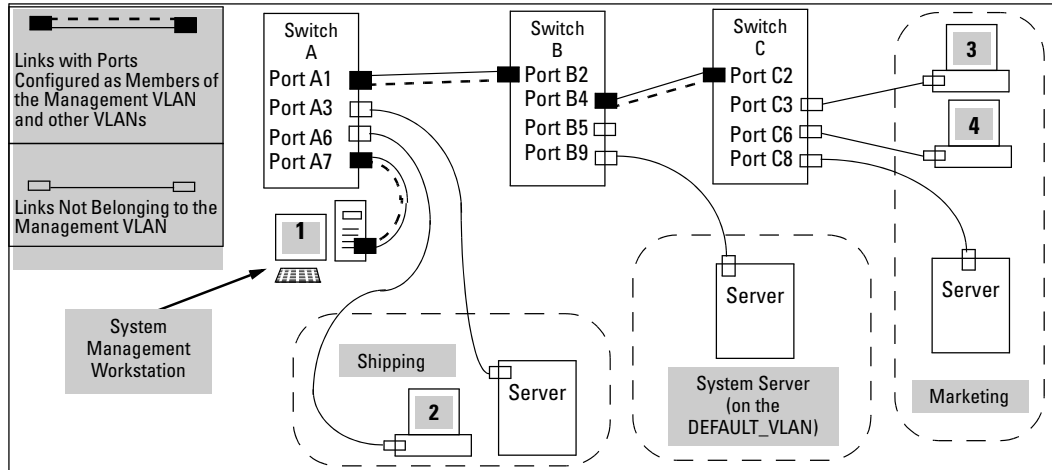 Links with Ports
Configured as Members of
the Management VLAN
and other VLANs
Links Not Belonging to the
Management VLAN
Switch
A
Port A1
Port A3
Port A6
Port A7
Switch
B
Port B2
Port B4
Port B5
Port B9
Switch
C
Port C2
Port C3
Port C6
Port C8
3
4
1
System
Management
Workstation
Shipping
2
Server
Server
System Server
(on the
DEFAULT_VLAN)
Server
Marketing